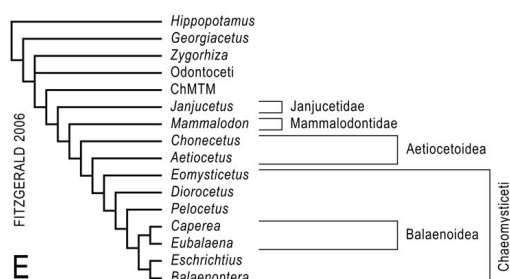 Hippopotamus
Georgiacetus
Zygorhiza
Odontoceti
ChMTM
Janjucetus
Janjucetidae
Mammalodon
Mammalodontidae
Chonecetus
Aetiocetus
Aetiocetoidea
Eomysticetus
Diorocetus
Pelocetus
Caperea
Eubalaena
Balaenoidea
Eschrichtius
Balaenoptera
Chaeomysticeti
FITZGERALD 2006
E